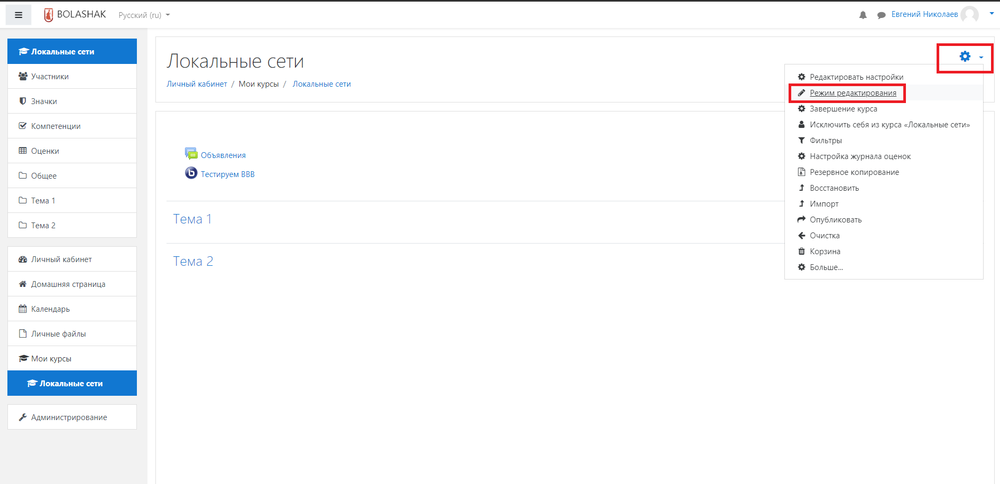 BOLASHAK Русский (ru) Евгений Николаев
Локальные сети
Участники
Значки
Компетенции
Оценки
Общее
Тема 1
Тема 2
Личный кабинет
Домашняя страница
Календарь
Личные файлы
Мои курсы
Локальные сети
Администрирование
Локальные сети
Личный кабинет / Мои курсы / Локальные сети
Объявления
Тестируем BBB
Тема 1
Тема 2
Редактировать настройки
Режим редактирования
Завершение курса
Исключить себя из курса «Локальные сети»
Фильтры
Настройка журнала оценок
Резервное копирование
Восстановить
Импорт
Опубликовать
Очистка
Корзина
Больше...